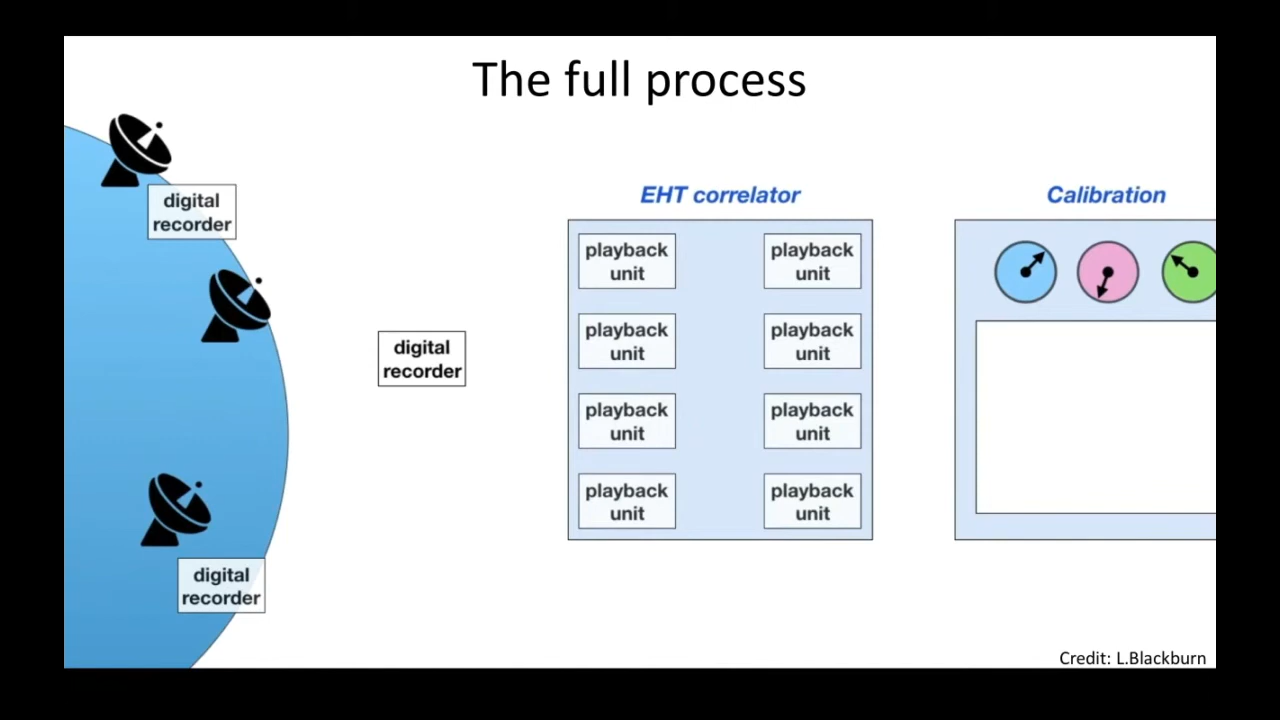 The full process
digital
recorder
digital
recorder
digital
recorder
EHT correlator
playback
unit
playback
unit
playback
unit
playback
unit
playback
unit
playback
unit
playback
unit
playback
unit
Calibration
Credit: L.Blackburn